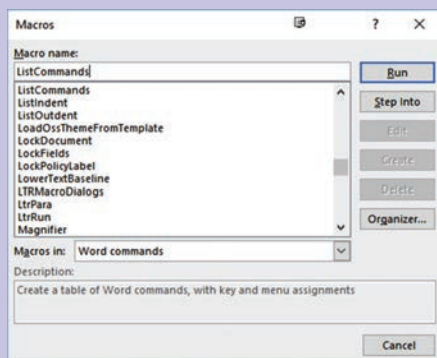 Macros
?
Macro name:
ListCommands
Run
ListCommands
ListIndent
ListOutdent
LoadOssThemeFromTemplate
LockDocument
LockFields
LockPolicyLabel
LowerTextBaseline
LTRMacroDialogs
LtrPara
LtrRun
Magnifier
Step Into
Edit
Create
Delete
Organizer...
Macros in: Word commands
Description:
Create a table of Word commands, with key and menu assignments
Cancel